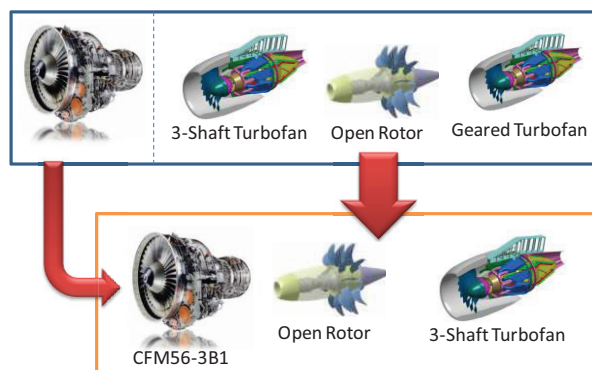 3-Shaft Turbofan
Open Rotor
Geared Turbofan
Open Rotor
3-Shaft Turbofan
CFM56-3B1